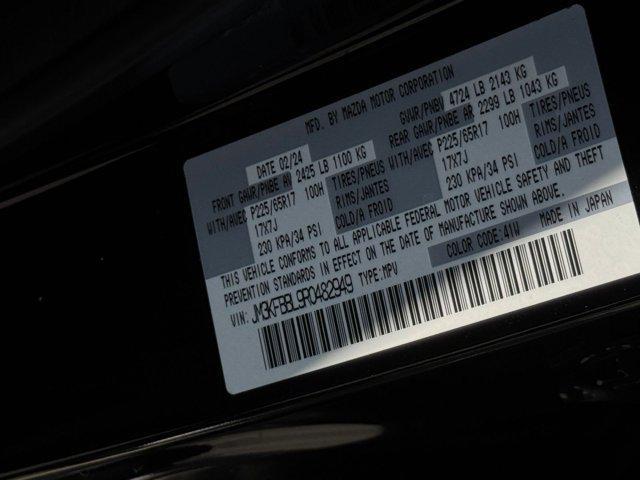 MFD. BY MAZDA MOTOR CORPORATION
DATE 02/24 GVWR/PNBV 4724 LB 2143 KG
FRONT GAWR/PNBE AV 2425 LB 1100 KG REAR GAWR/PNBE AR 2299 LB 1043 KG
WITH/AVEC P225/65R17 100H TIRES/PNEUS WITH/AVEC P225/65R17 100H TIRES/PNEUS
17X7J RIMS/JANTES 17X7J RIMS/JANTES
230 KPA/34 PSI COLD/A FROID 230 KPA/34 PSI COLD/A FROID
THIS VEHICLE CONFORMS TO ALL APPLICABLE FEDERAL MOTOR VEHICLE SAFETY AND THEFT
PREVENTION STANDARDS IN EFFECT ON THE DATE OF MANUFACTURE SHOWN ABOVE.
VIN: JM3KFBBL9R0482949 TYPE:MPV COLOR CODE:41W MADE IN JAPAN